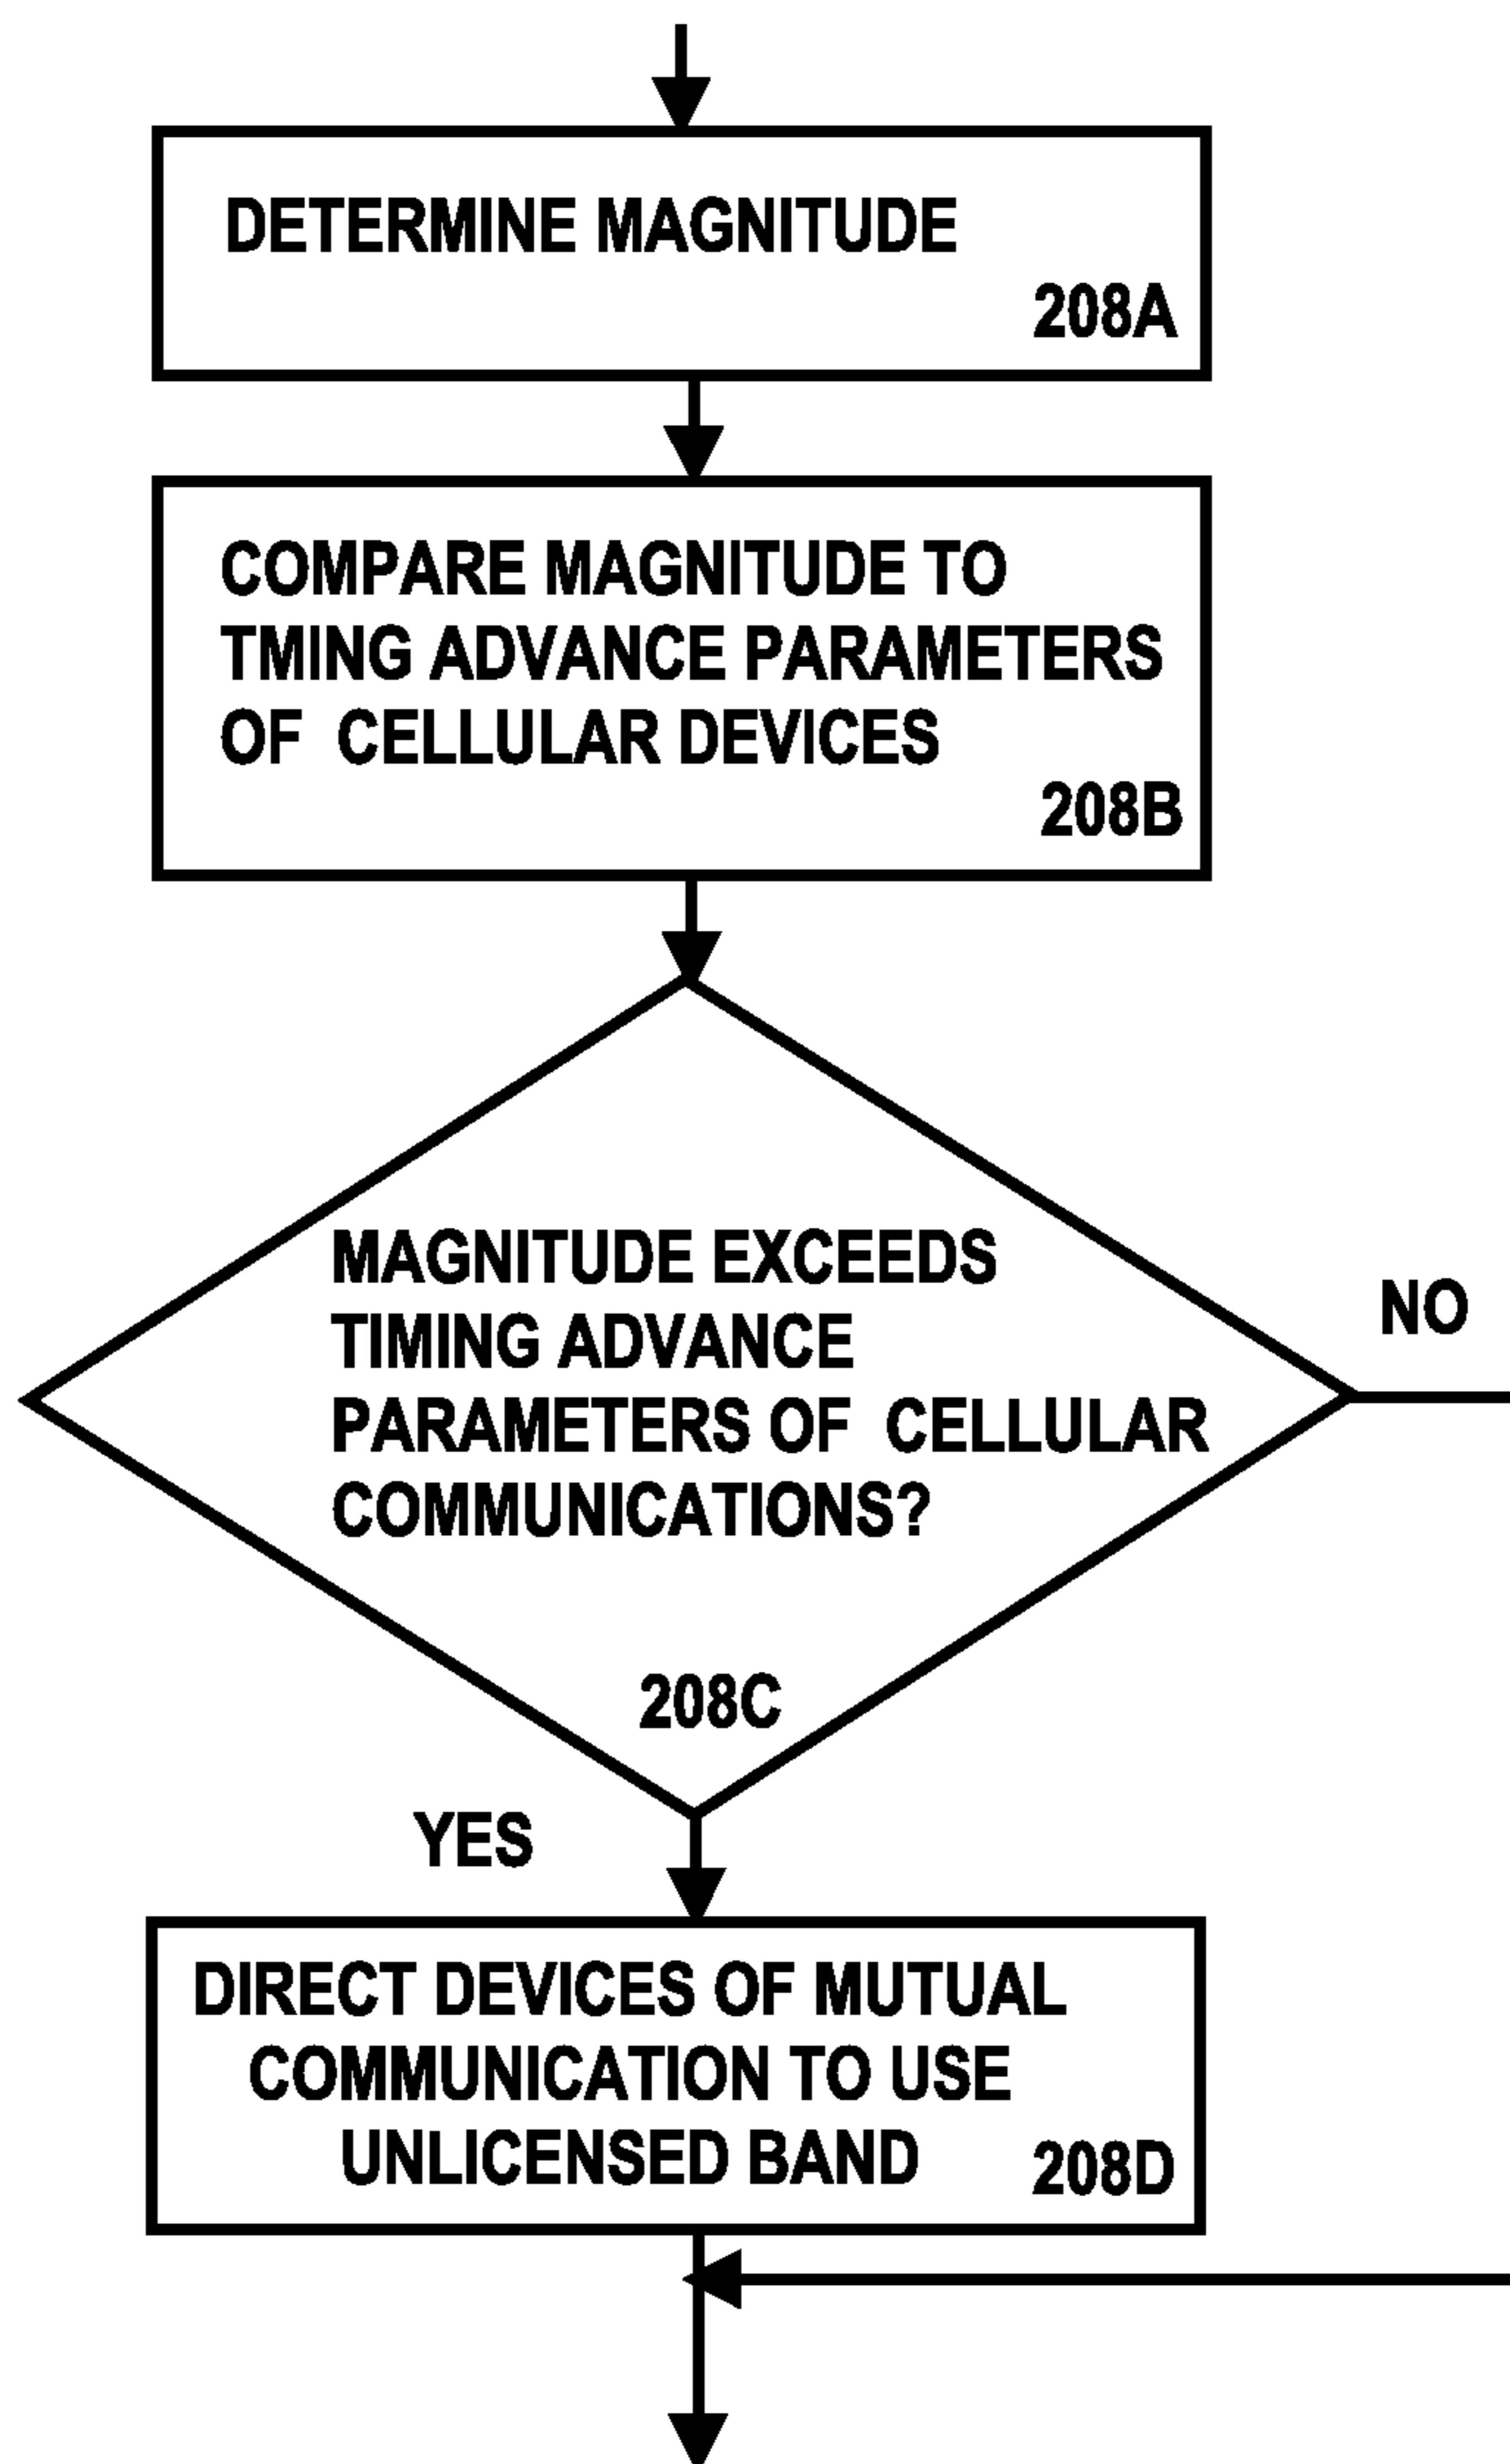 DETERMINE MAGNITUDE
208A
COMPARE MAGNITUDE TO
TMING ADVANCE PARAMETERS
OF CELLULAR DEVICES
208B
MAGNITUDE EXCEEDS
TIMING ADVANCE
PARAMETERS OF CELLULAR
COMMUNICATIONS?
208C
NO
YES
DIRECT DEVICES OF MUTUAL
COMMUNICATION TO USE
UNLICENSED BAND
208D